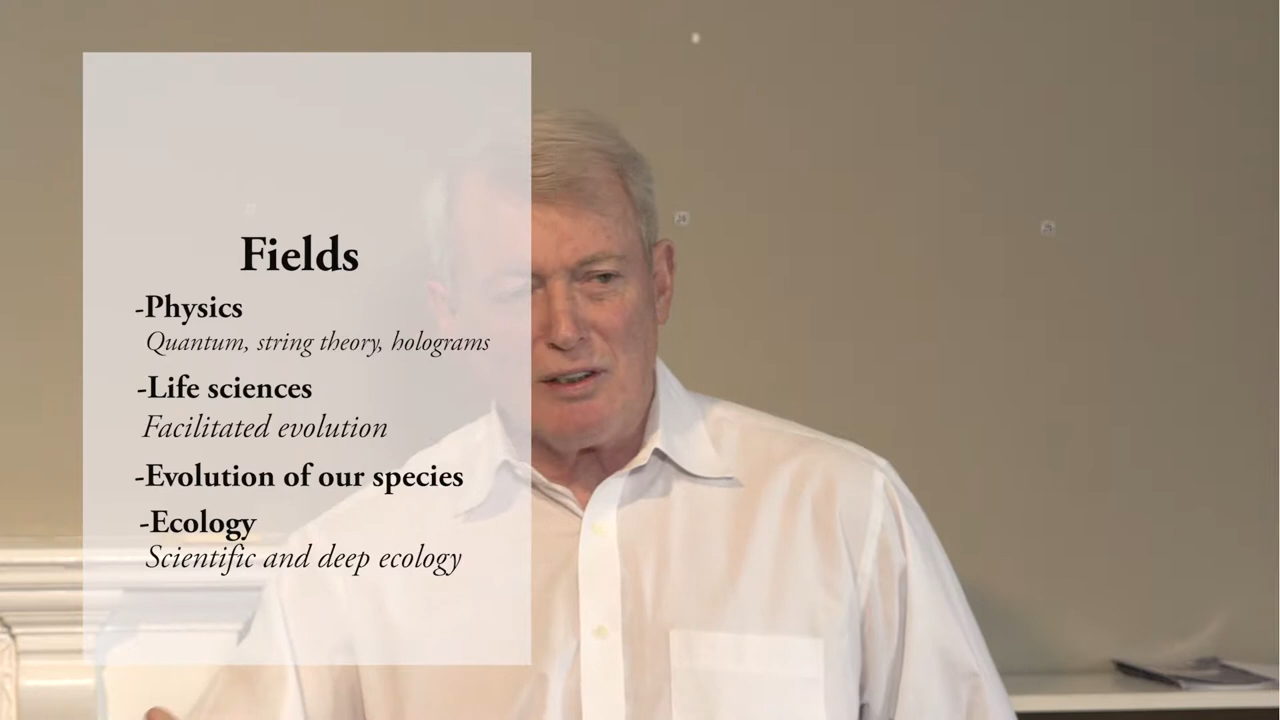 Fields
-Physics
Quantum, string theory, holograms
-Life sciences
Facilitated evolution
-Evolution of our species
-Ecology
Scientific and deep ecology